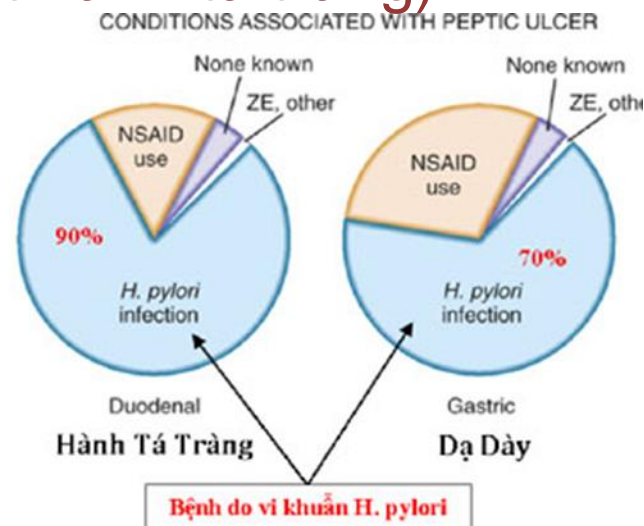 CONDITIONS ASSOCIATED WITH PEPTIC ULCER
None known
ZE, other
NSAID
use
90%
H. pylori
infection
Duodenal
Hành Tá Tràng
None known
ZE, othe
NSAID
use
70%
H. pylori
infection
Gastric
Dạ Dày
Bệnh do vi khuẩn H. pylori